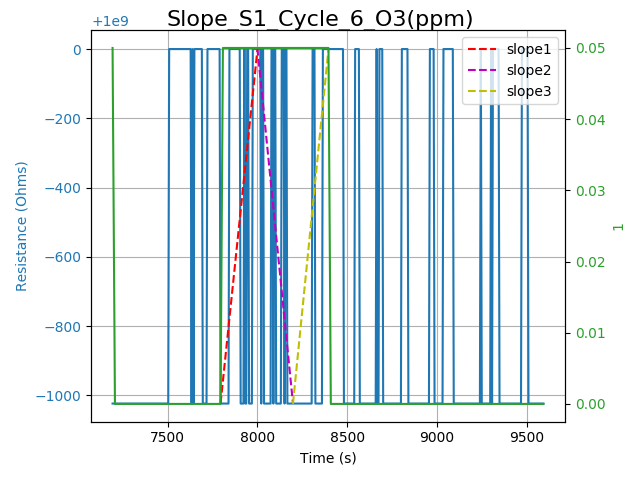 Slope_S1_Cycle_6_O3(ppm)
+1e9
slope1
slope2
slope3
0
−200
−400
−600
−800
−1000
Resistance (Ohms)
0.05
0.04
0.03
0.02
0.01
0.00
1
7500 8000 8500 9000 9500
Time (s)